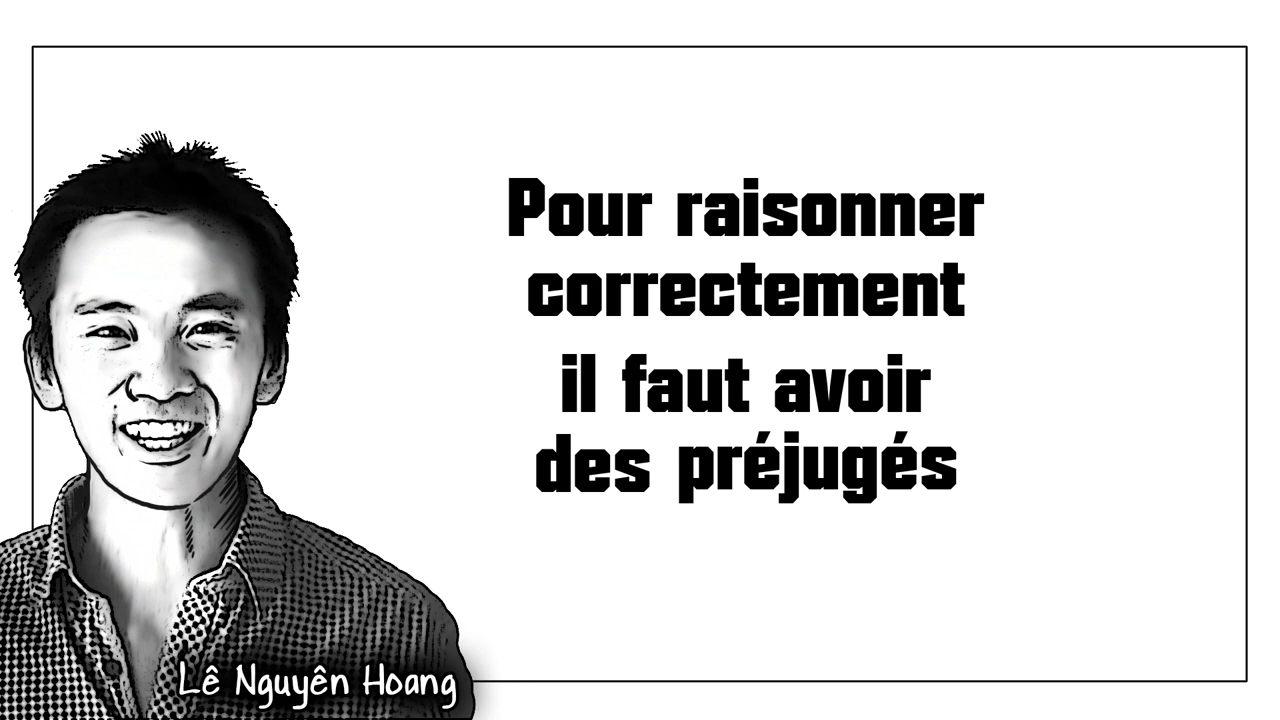 Pour raisonner
correctement
il faut avoir
des préjugés
Lê Nguyên Hoang